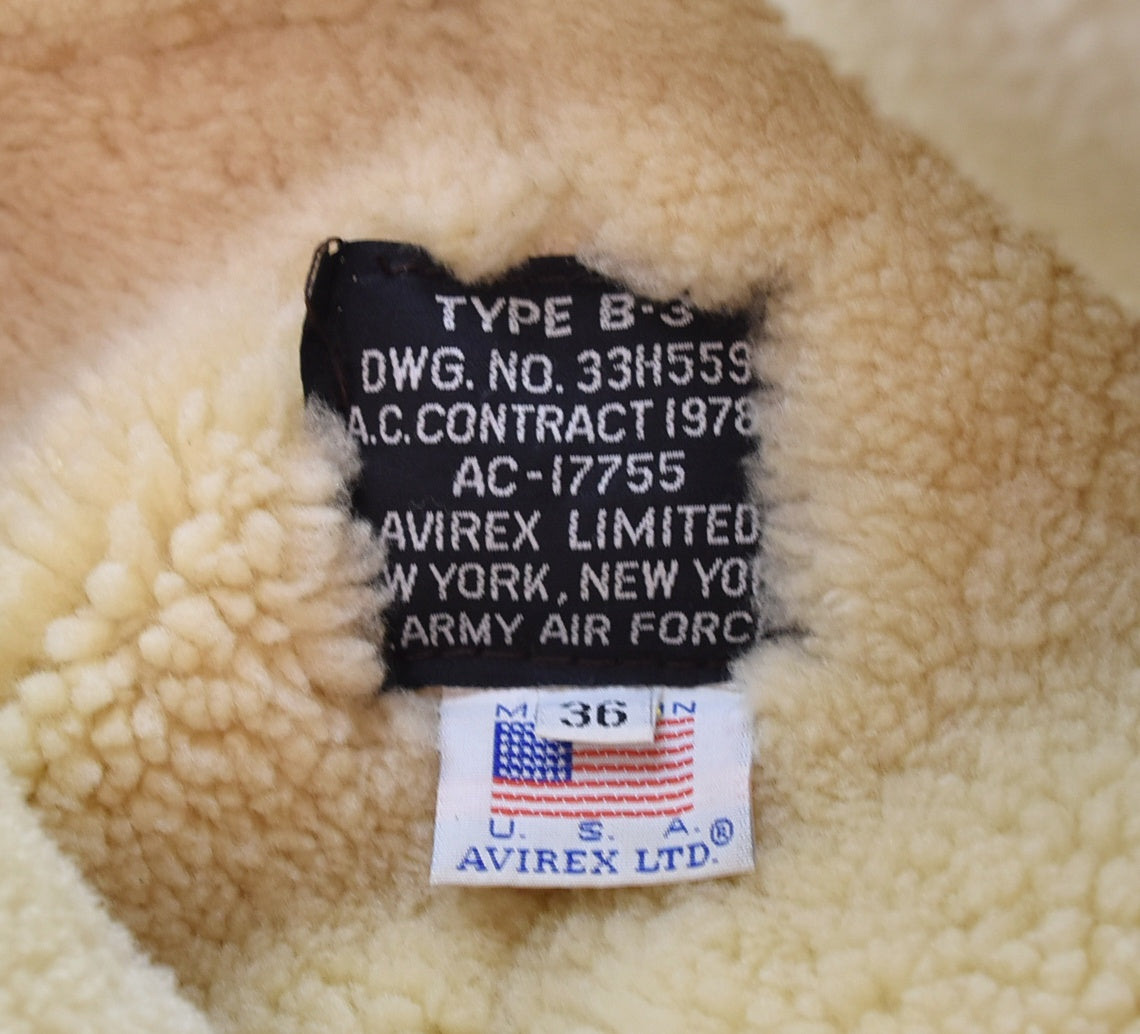 TYPE B-3
DWG. NO. 33H559
A.C. CONTRACT 1978
AC-17755
AVIREX LIMITED
W YORK, NEW YO
ARMY AIR FORC
36
U. S. A.
AVIREX LTD.®